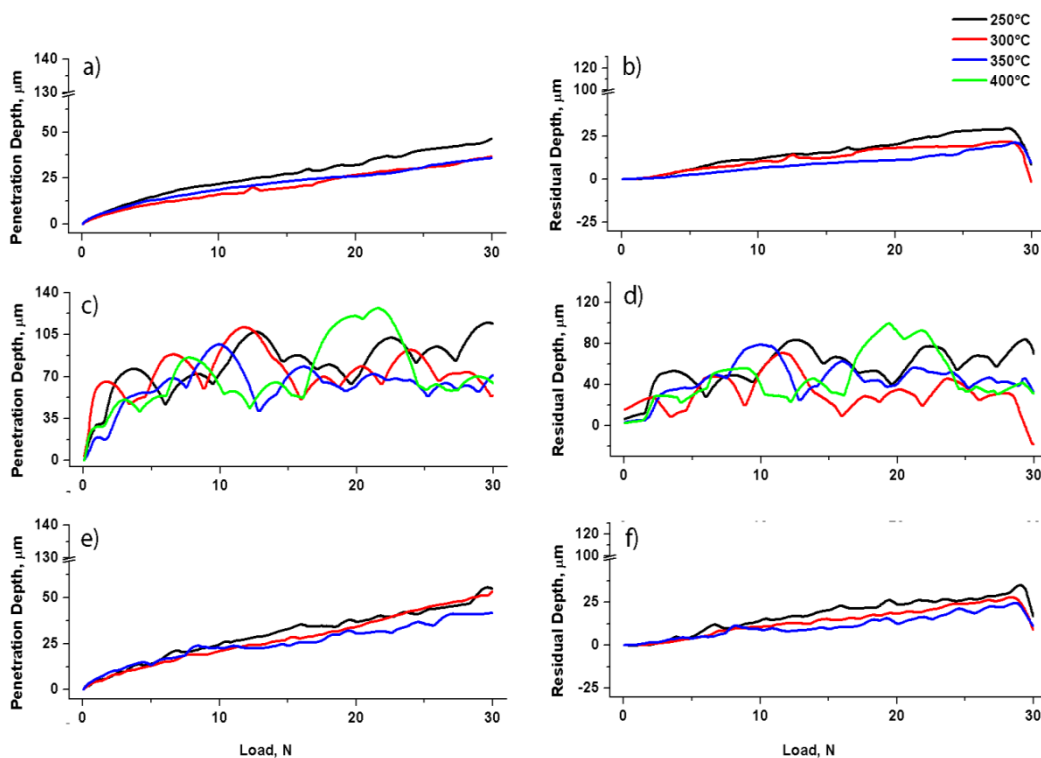 250°C
300°C
350°C
400°C
a)
Penetration Depth, μm
140
130
50
25
0
0 10 20 30
b)
Residual Depth, μm
120
100
25
0
-25
0 10 20 30
c)
Penetration Depth, μm
140
105
70
35
0
0 10 20 30
d)
Residual Depth, μm
120
80
40
0
0 10 20 30
e)
Penetration Depth, μm
140
130
50
25
0
0 10 20 30
Load, N
f)
Residual Depth, μm
120
100
25
0
-25
0 10 20 30
Load, N